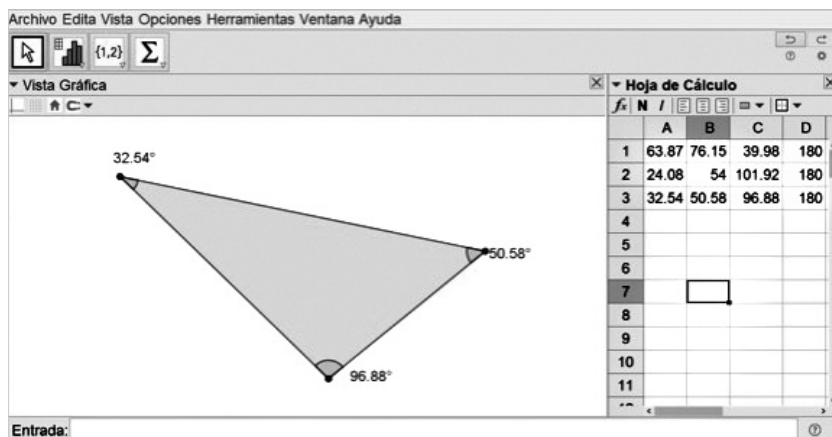 Archivo Edita Vista Opciones Herramientas Ventana Ayuda
{1,2} Σ
Vista Gráfica
Hoja de Cálculo
fx N I
A B C D
1 63.87 76.15 39.98 180
2 24.08 54 101.92 180
3 32.54 50.58 96.88 180
4
5
6
7
8
9
10
11
32.54°
50.58°
96.88°
Entrada: